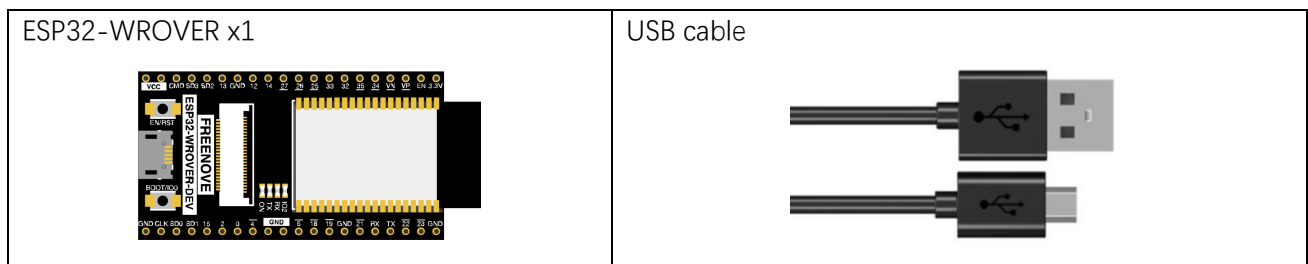 ESP32-WROVER x1
USB cable
VCC CMD SD3 SD2 13 GND 12 14 27 26 25 33 32 35 34 VN VP EN 3.3V
EN/RST
ESP32-WROVER-DEV
FREENOVE
BOOT/IO0
ON
TX
RX
IO2
GND CLK SD0 SD1 15 2 0 4 GND 5 18 19 GND 21 RX TX 22 23 GND